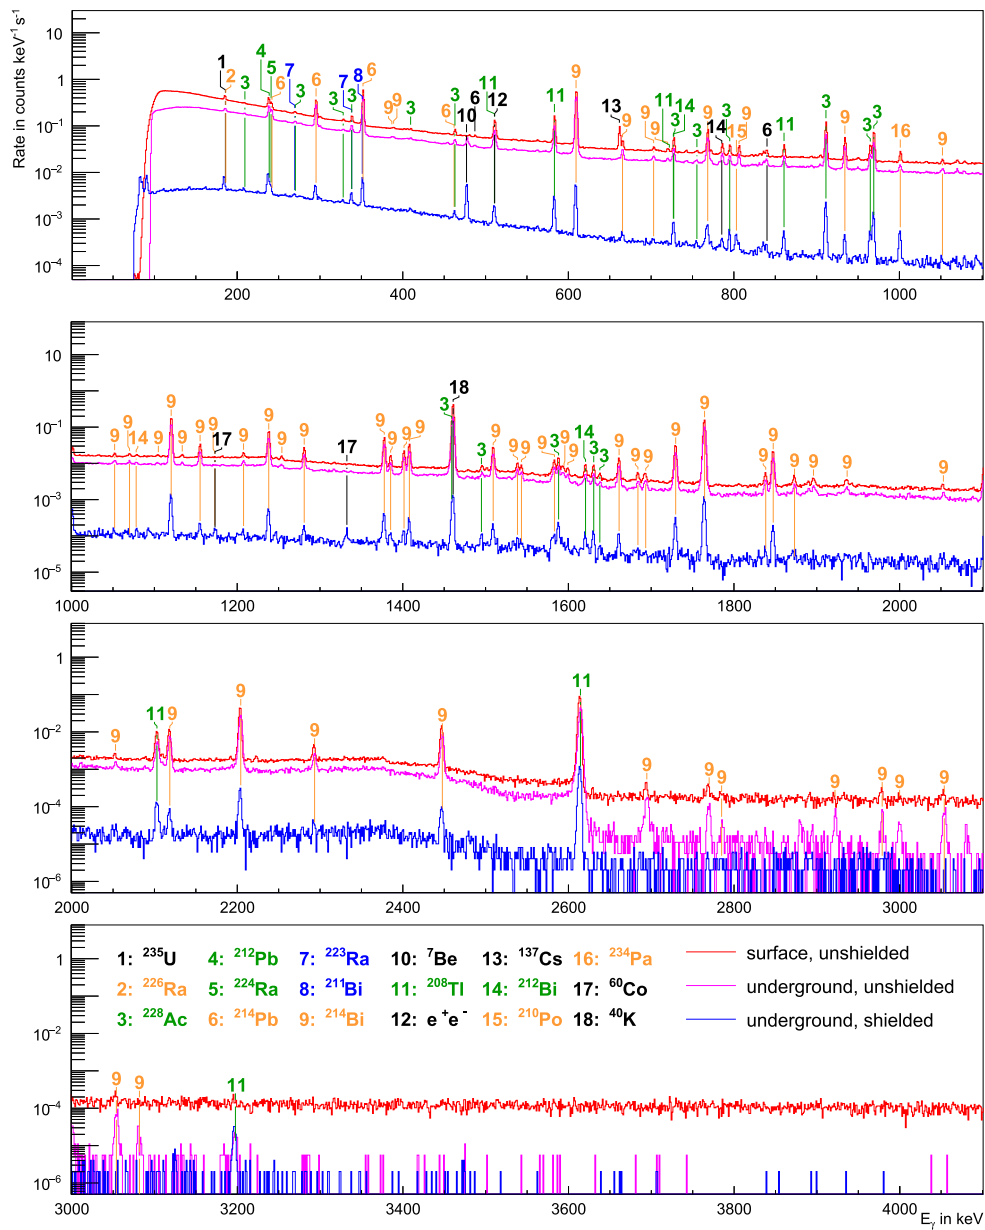 Rate in counts keV⁻¹ s⁻¹
10
1
10⁻¹
10⁻²
10⁻³
10⁻⁴
1 2 3 4 5 6 3 7 6 3 7 3 8 6 9 9 3 6 3 10 6 11 12 11 9 13 9 9 9 11 3 14 9 14 3 15 9 6 11 3 9 3 3 16 9
200 400 600 800 1000
10
10⁻¹
10⁻³
10⁻⁵
9 9 14 9 9 9 9 9 17 9 9 9 9 17 9 9 9 9 3 18 3 9 9 9 9 3 9 9 14 3 3 9 9 9 9 9 9 9 9 9 9 9
1000 1200 1400 1600 1800 2000
1
10⁻²
10⁻⁴
10⁻⁶
9 11 9 9 9 9 11 9 9 9 9 9 9 9
2000 2200 2400 2600 2800 3000
1
10⁻²
10⁻⁴
10⁻⁶
1: ²³⁵U 4: ²¹²Pb 7: ²²³Ra 10: ⁷Be 13: ¹³⁷Cs 16: ²³⁴Pa surface, unshielded
2: ²²⁶Ra 5: ²²⁴Ra 8: ²¹¹Bi 11: ²⁰⁸Tl 14: ²¹²Bi 17: ⁶⁰Co underground, unshielded
3: ²²⁸Ac 6: ²¹⁴Pb 9: ²¹⁴Bi 12: e⁺e⁻ 15: ²¹⁰Po 18: ⁴⁰K underground, shielded
9 9 11
3000 3200 3400 3600 3800 4000
Eᵧ in keV